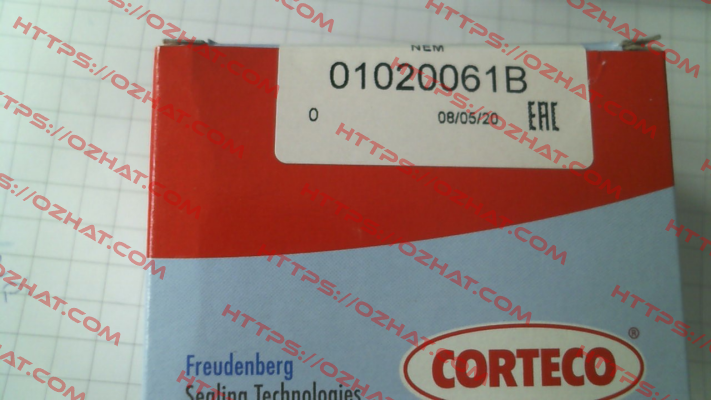 NEM
01020061B
0 08/05/20 EAC
Freudenberg
Sealing Technologies
CORTECO®
HTTPS://OZHAT.COM